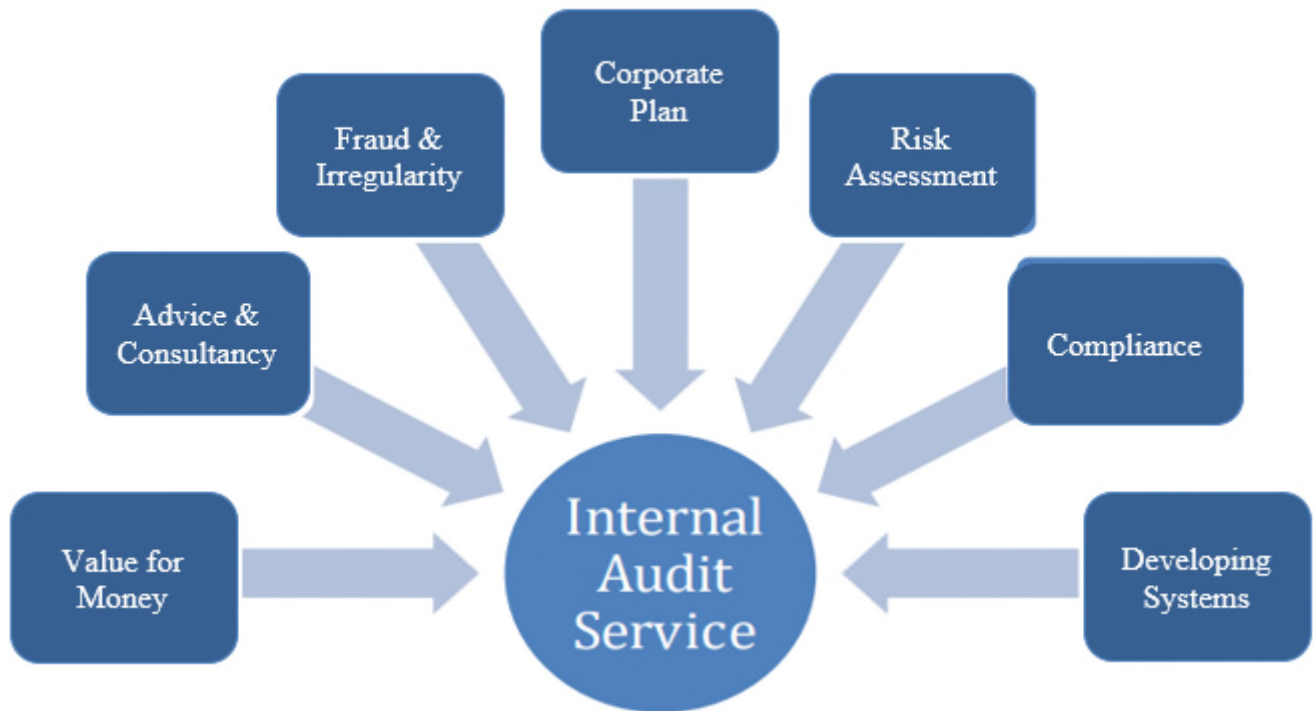 Corporate
Plan
Fraud &
Irregularity
Risk
Assessment
Advice &
Consultancy
Compliance
Value for
Money
Internal
Audit
Service
Developing
Systems